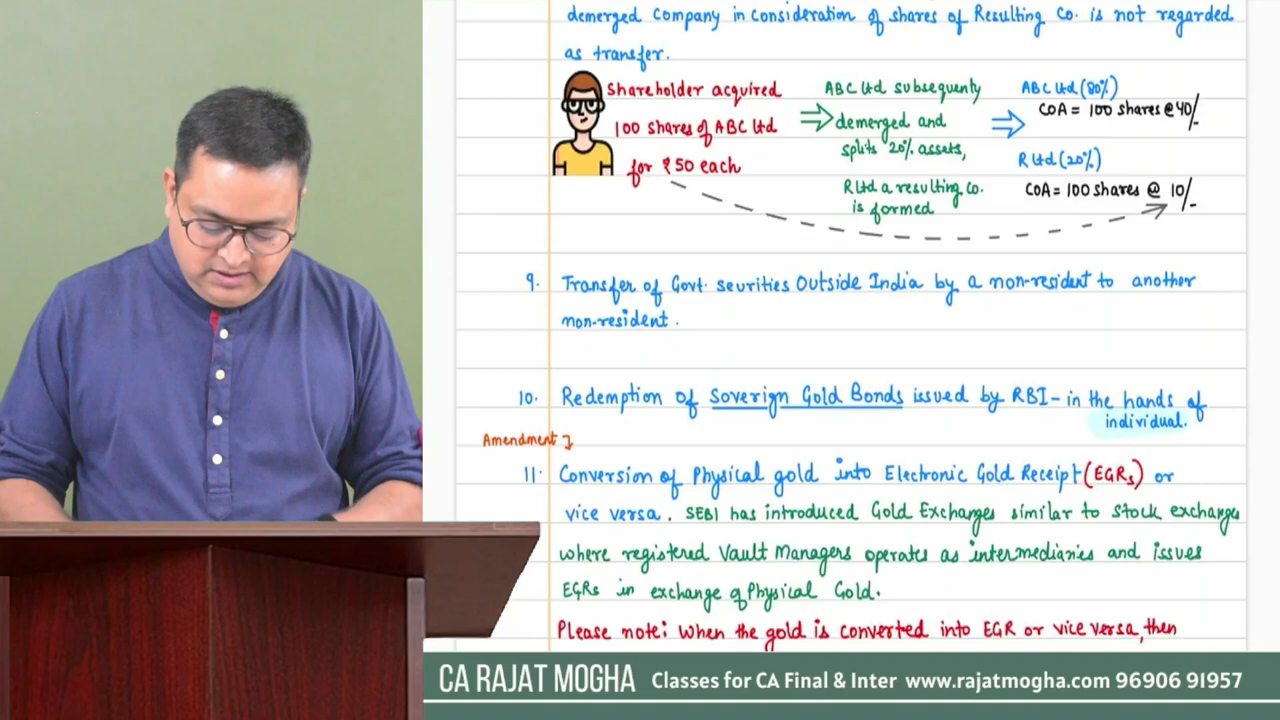 demerged Company in consideration of shares of Resulting Co. is not regarded
as transfer.
Shareholder acquired
100 shares of ABC Ltd
for ₹50 each
ABC Ltd subsequenty
demerged and
splits 20% assets,
R Ltd a resulting Co.
is formed
ABC Ltd (80%)
COA = 100 shares @ 40/-
R Ltd (20%)
COA = 100 shares @ 10/-
9. Transfer of Govt. seurities Outside India by a non-resident to another
non-resident.
10. Redemption of Soverign Gold Bonds issued by RBI - in the hands of
individual.
Amendment
11. Conversion of Physical gold into Electronic Gold Receipt (EGRs) or
vice versa. SEBI has introduced Gold Exchanges similar to Stock exchanges
where registered Vault Managers operates as intermediaries and issues
EGRs in exchange of Physical Gold.
Please note: When the gold is converted into EGR or vice versa, then
CA RAJAT MOGHA Classes for CA Final & Inter www.rajatmogha.com 96906 91957